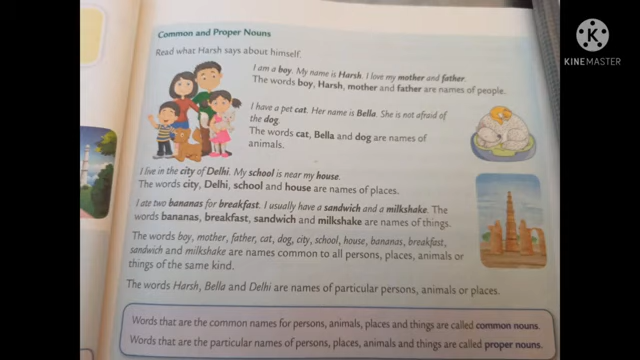 Common and Proper Nouns
Read what Harsh says about himself.
I am a boy. My name is Harsh. I love my mother and father.
The words boy, Harsh, mother and father are names of people.
I have a pet cat. Her name is Bella. She is not afraid of
the dog.
The words cat, Bella and dog are names of
animals.
I live in the city of Delhi. My school is near my house.
The words city, Delhi, school and house are names of places.
I ate two bananas for breakfast. I usually have a sandwich and a milkshake. The
words bananas, breakfast, sandwich and milkshake are names of things.
The words boy, mother, father, cat, dog, city, school, house, bananas, breakfast,
sandwich and milkshake are names common to all persons, places, animals or
things of the same kind.
The words Harsh, Bella and Delhi are names of particular persons, animals or places.
Words that are the common names for persons, animals, places and things are called common nouns.
Words that are the particular names of persons, places, animals and things are called proper nouns.
K
KINEMASTER